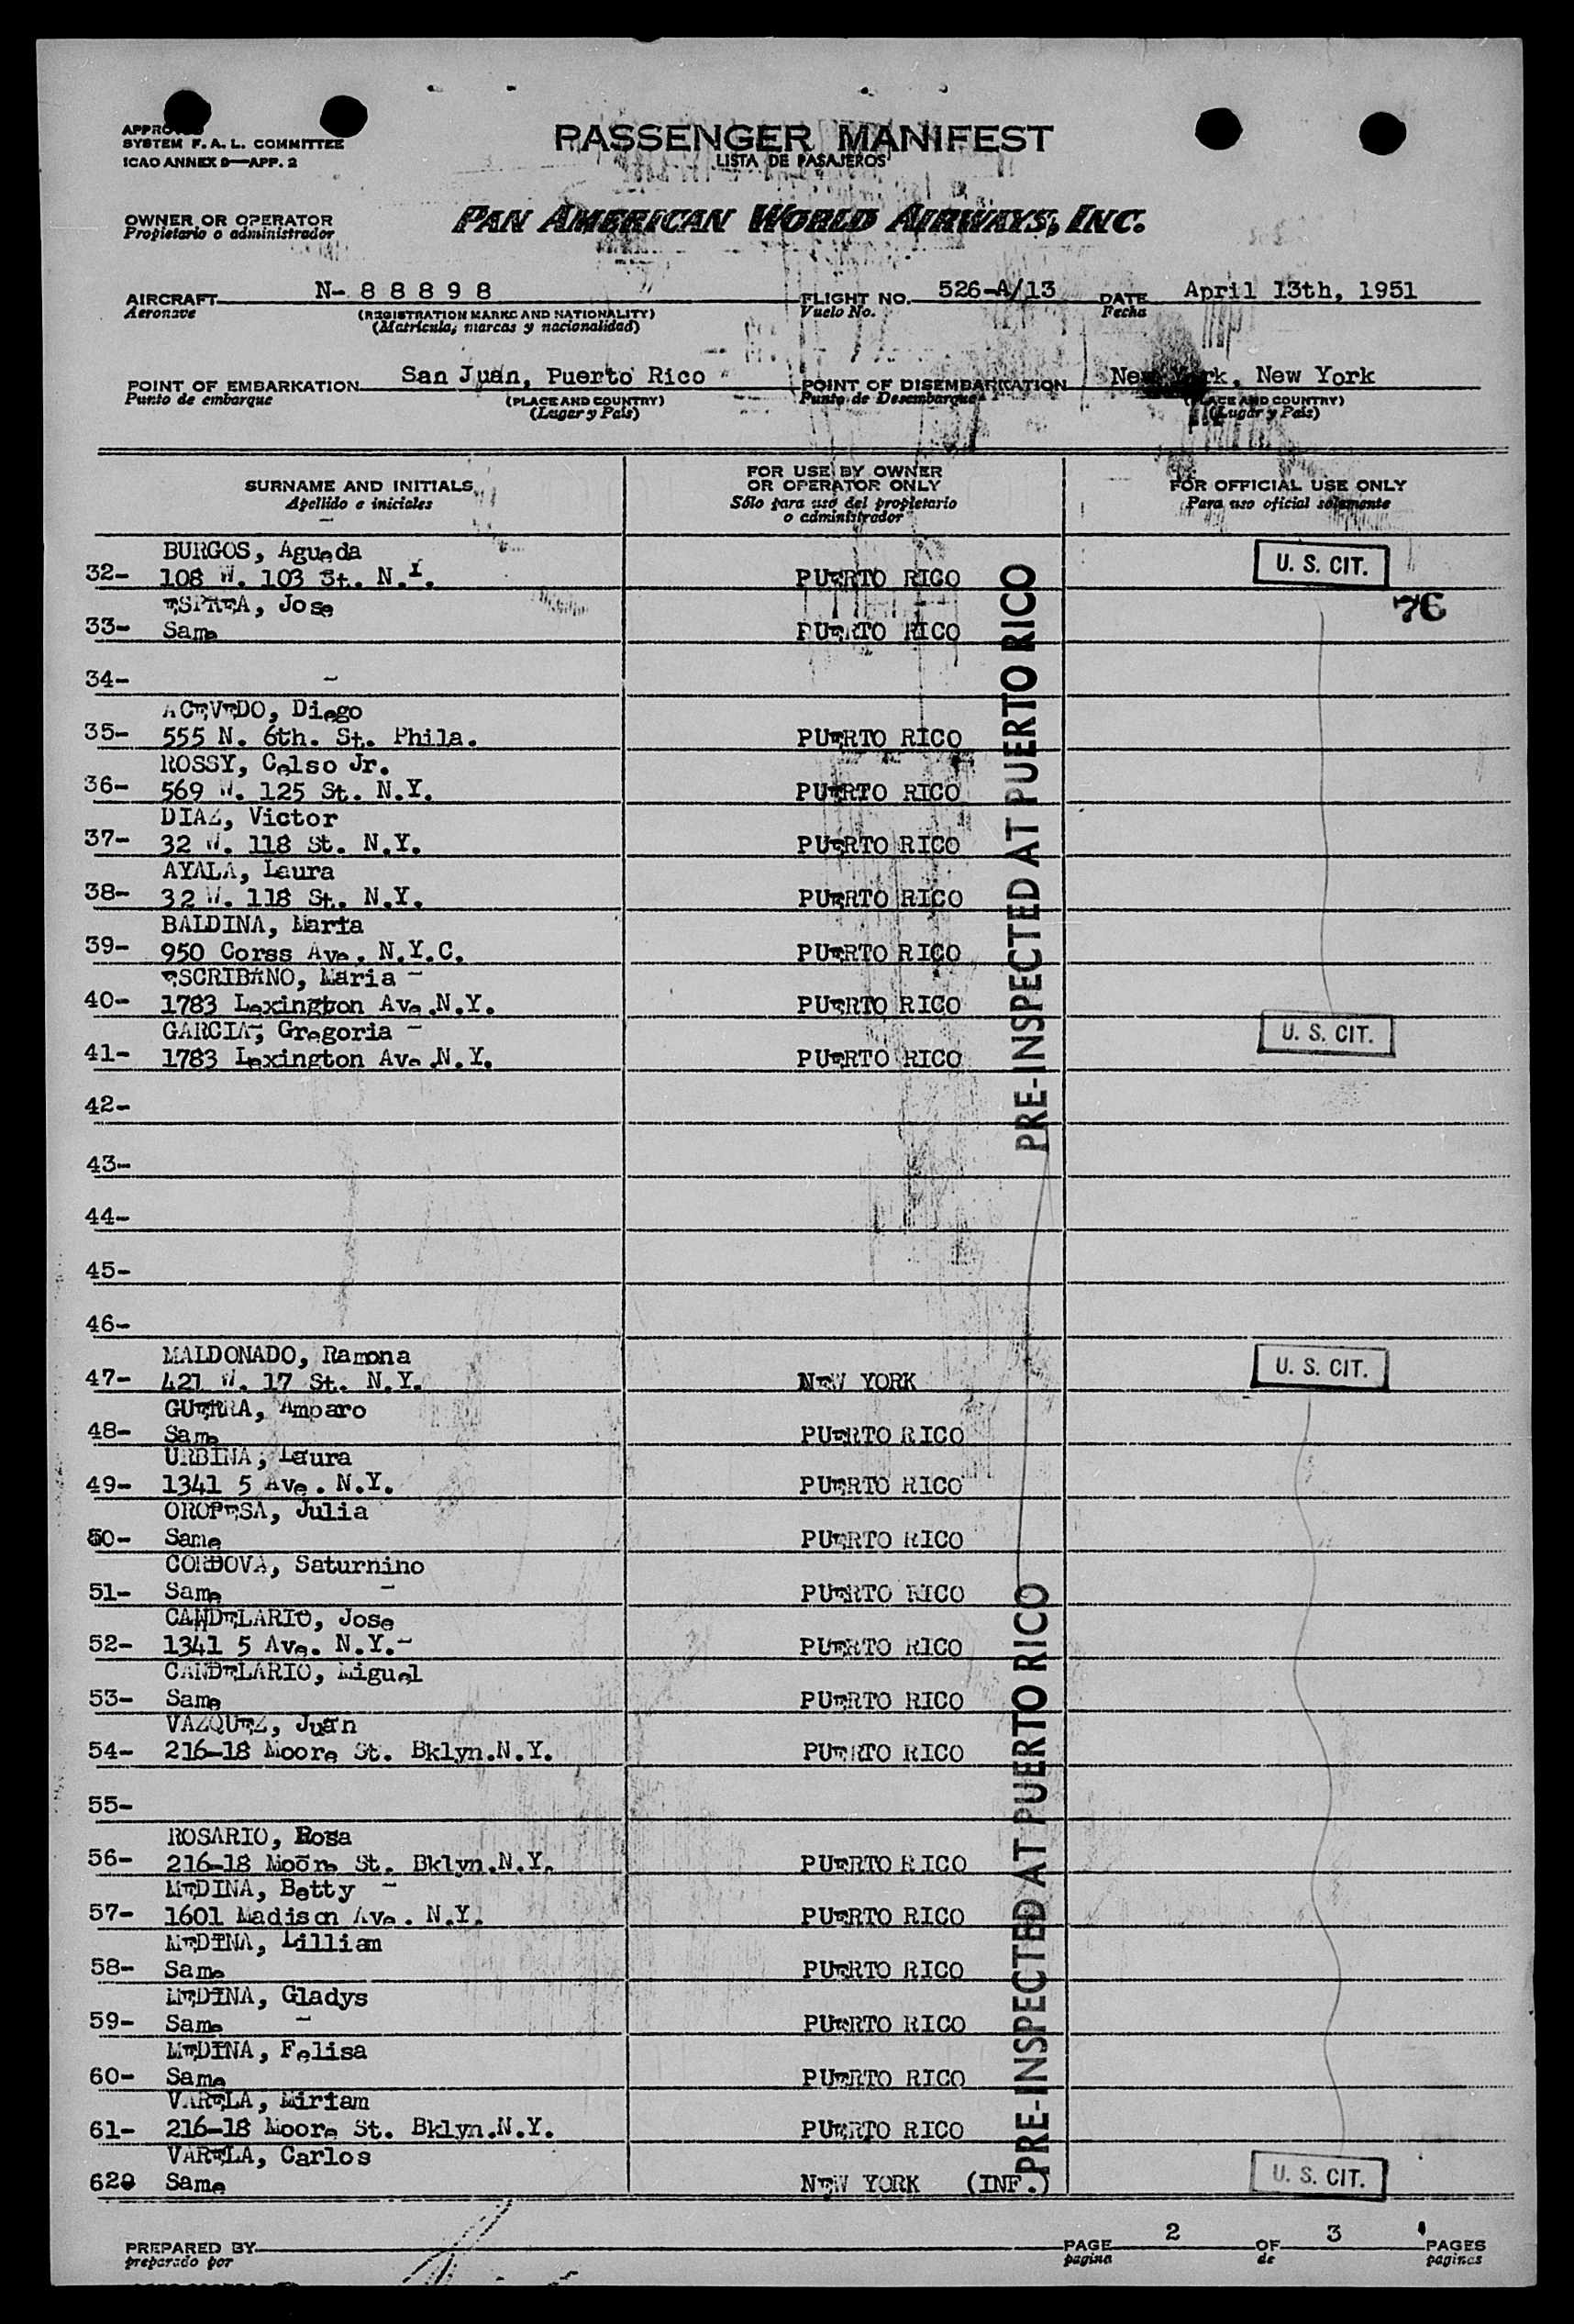 APPROVED
SYSTEM F. A. L. COMMITTEE
ICAO ANNEX 9—APP. 2
PASSENGER MANIFEST
LISTA DE PASAJEROS
OWNER OR OPERATOR
Propietario o administrador
PAN AMERICAN WORLD AIRWAYS, INC.
AIRCRAFT N- 8 8 8 9 8 FLIGHT NO. 526-A/13 DATE April 13th, 1951
Aeronave (REGISTRATION MARKS AND NATIONALITY) Vuelo No. Fecha
(Matricula, marcas y nacionalidad)
POINT OF EMBARKATION San Juan, Puerto Rico POINT OF DISEMBARKATION New York, New York
Punto de embarque (PLACE AND COUNTRY) Punto de Desembarque (PLACE AND COUNTRY)
(Lugar y País) (Lugar y País)
SURNAME AND INITIALS FOR USE BY OWNER OR OPERATOR ONLY FOR OFFICIAL USE ONLY
Apellido e iniciales Sólo para uso del propietario o administrador Para uso oficial solamente
BURGOS, Agueda
32- 108 W. 103 St. N.Y. PUERTO RICO U. S. CIT.
ESPREA, Jose 76
33- Same PUERTO RICO
34- -
ACEVEDO, Diego
35- 555 N. 6th. St. Phila. PUERTO RICO
ROSSY, Celso Jr.
36- 569 W. 125 St. N.Y. PUERTO RICO
DIAZ, Victor
37- 32 W. 118 St. N.Y. PUERTO RICO
AYALA, Laura
38- 32 W. 118 St. N.Y. PUERTO RICO
BALDINA, Maria
39- 950 Corss Ave. N.Y.C. PUERTO RICO
ESCRIBANO, Maria -
40- 1783 Lexington Ave.N.Y. PUERTO RICO
GARCIA, Gregoria -
41- 1783 Lexington Ave.N.Y. PUERTO RICO U. S. CIT.
PRE-INSPECTED AT PUERTO RICO
42-
43-
44-
45-
46-
MALDONADO, Ramona
47- 421 W. 17 St. N.Y. NEW YORK U. S. CIT.
GUERRA, Amparo
48- Same PUERTO RICO
URBINA, Laura
49- 1341 5 Ave. N.Y. PUERTO RICO
OROPESA, Julia
50- Same PUERTO RICO
CORDOVA, Saturnino
51- Same - PUERTO RICO
CANDELARIO, Jose
52- 1341 5 Ave. N.Y.- PUERTO RICO
CANDELARIO, Miguel
53- Same PUERTO RICO
VAZQUEZ, Juan
54- 216-18 Moore St. Bklyn.N.Y. PUERTO RICO
55-
ROSARIO, Rosa
56- 216-18 Moore St. Bklyn.N.Y. PUERTO RICO
MEDINA, Betty -
57- 1601 Madison Ave. N.Y. PUERTO RICO
MEDINA, Lilliam
58- Same PUERTO RICO
MEDINA, Gladys
59- Same - PUERTO RICO
MEDINA, Felisa
60- Same PUERTO RICO
VARELA, Miriam
61- 216-18 Moore St. Bklyn.N.Y. PUERTO RICO
VARELA, Carlos
62- Same NEW YORK (INF.) U. S. CIT.
PRE-INSPECTED AT PUERTO RICO
PREPARED BY PAGE 2 OF 3 PAGES
preparado por pagina de paginas